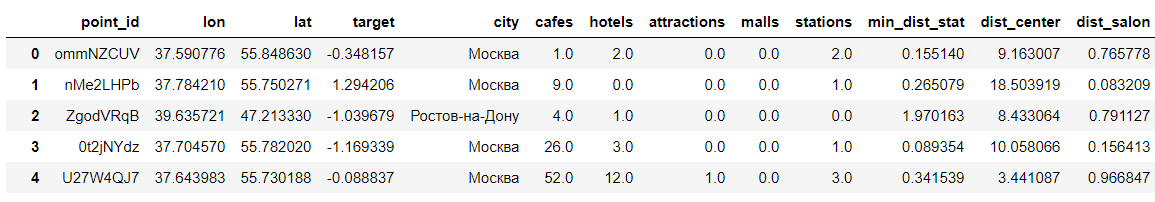 point_id lon lat target city cafes hotels attractions malls stations min_dist_stat dist_center dist_salon
0 ommNZCUV 37.590776 55.848630 -0.348157 Москва 1.0 2.0 0.0 0.0 2.0 0.155140 9.163007 0.765778
1 nMe2LHPb 37.784210 55.750271 1.294206 Москва 9.0 0.0 0.0 0.0 1.0 0.265079 18.503919 0.083209
2 ZgodVRqB 39.635721 47.213330 -1.039679 Ростов-на-Дону 4.0 1.0 0.0 0.0 0.0 1.970163 8.433064 0.791127
3 0t2jNYdz 37.704570 55.782020 -1.169339 Москва 26.0 3.0 0.0 0.0 1.0 0.089354 10.058066 0.156413
4 U27W4QJ7 37.643983 55.730188 -0.088837 Москва 52.0 12.0 1.0 0.0 3.0 0.341539 3.441087 0.966847